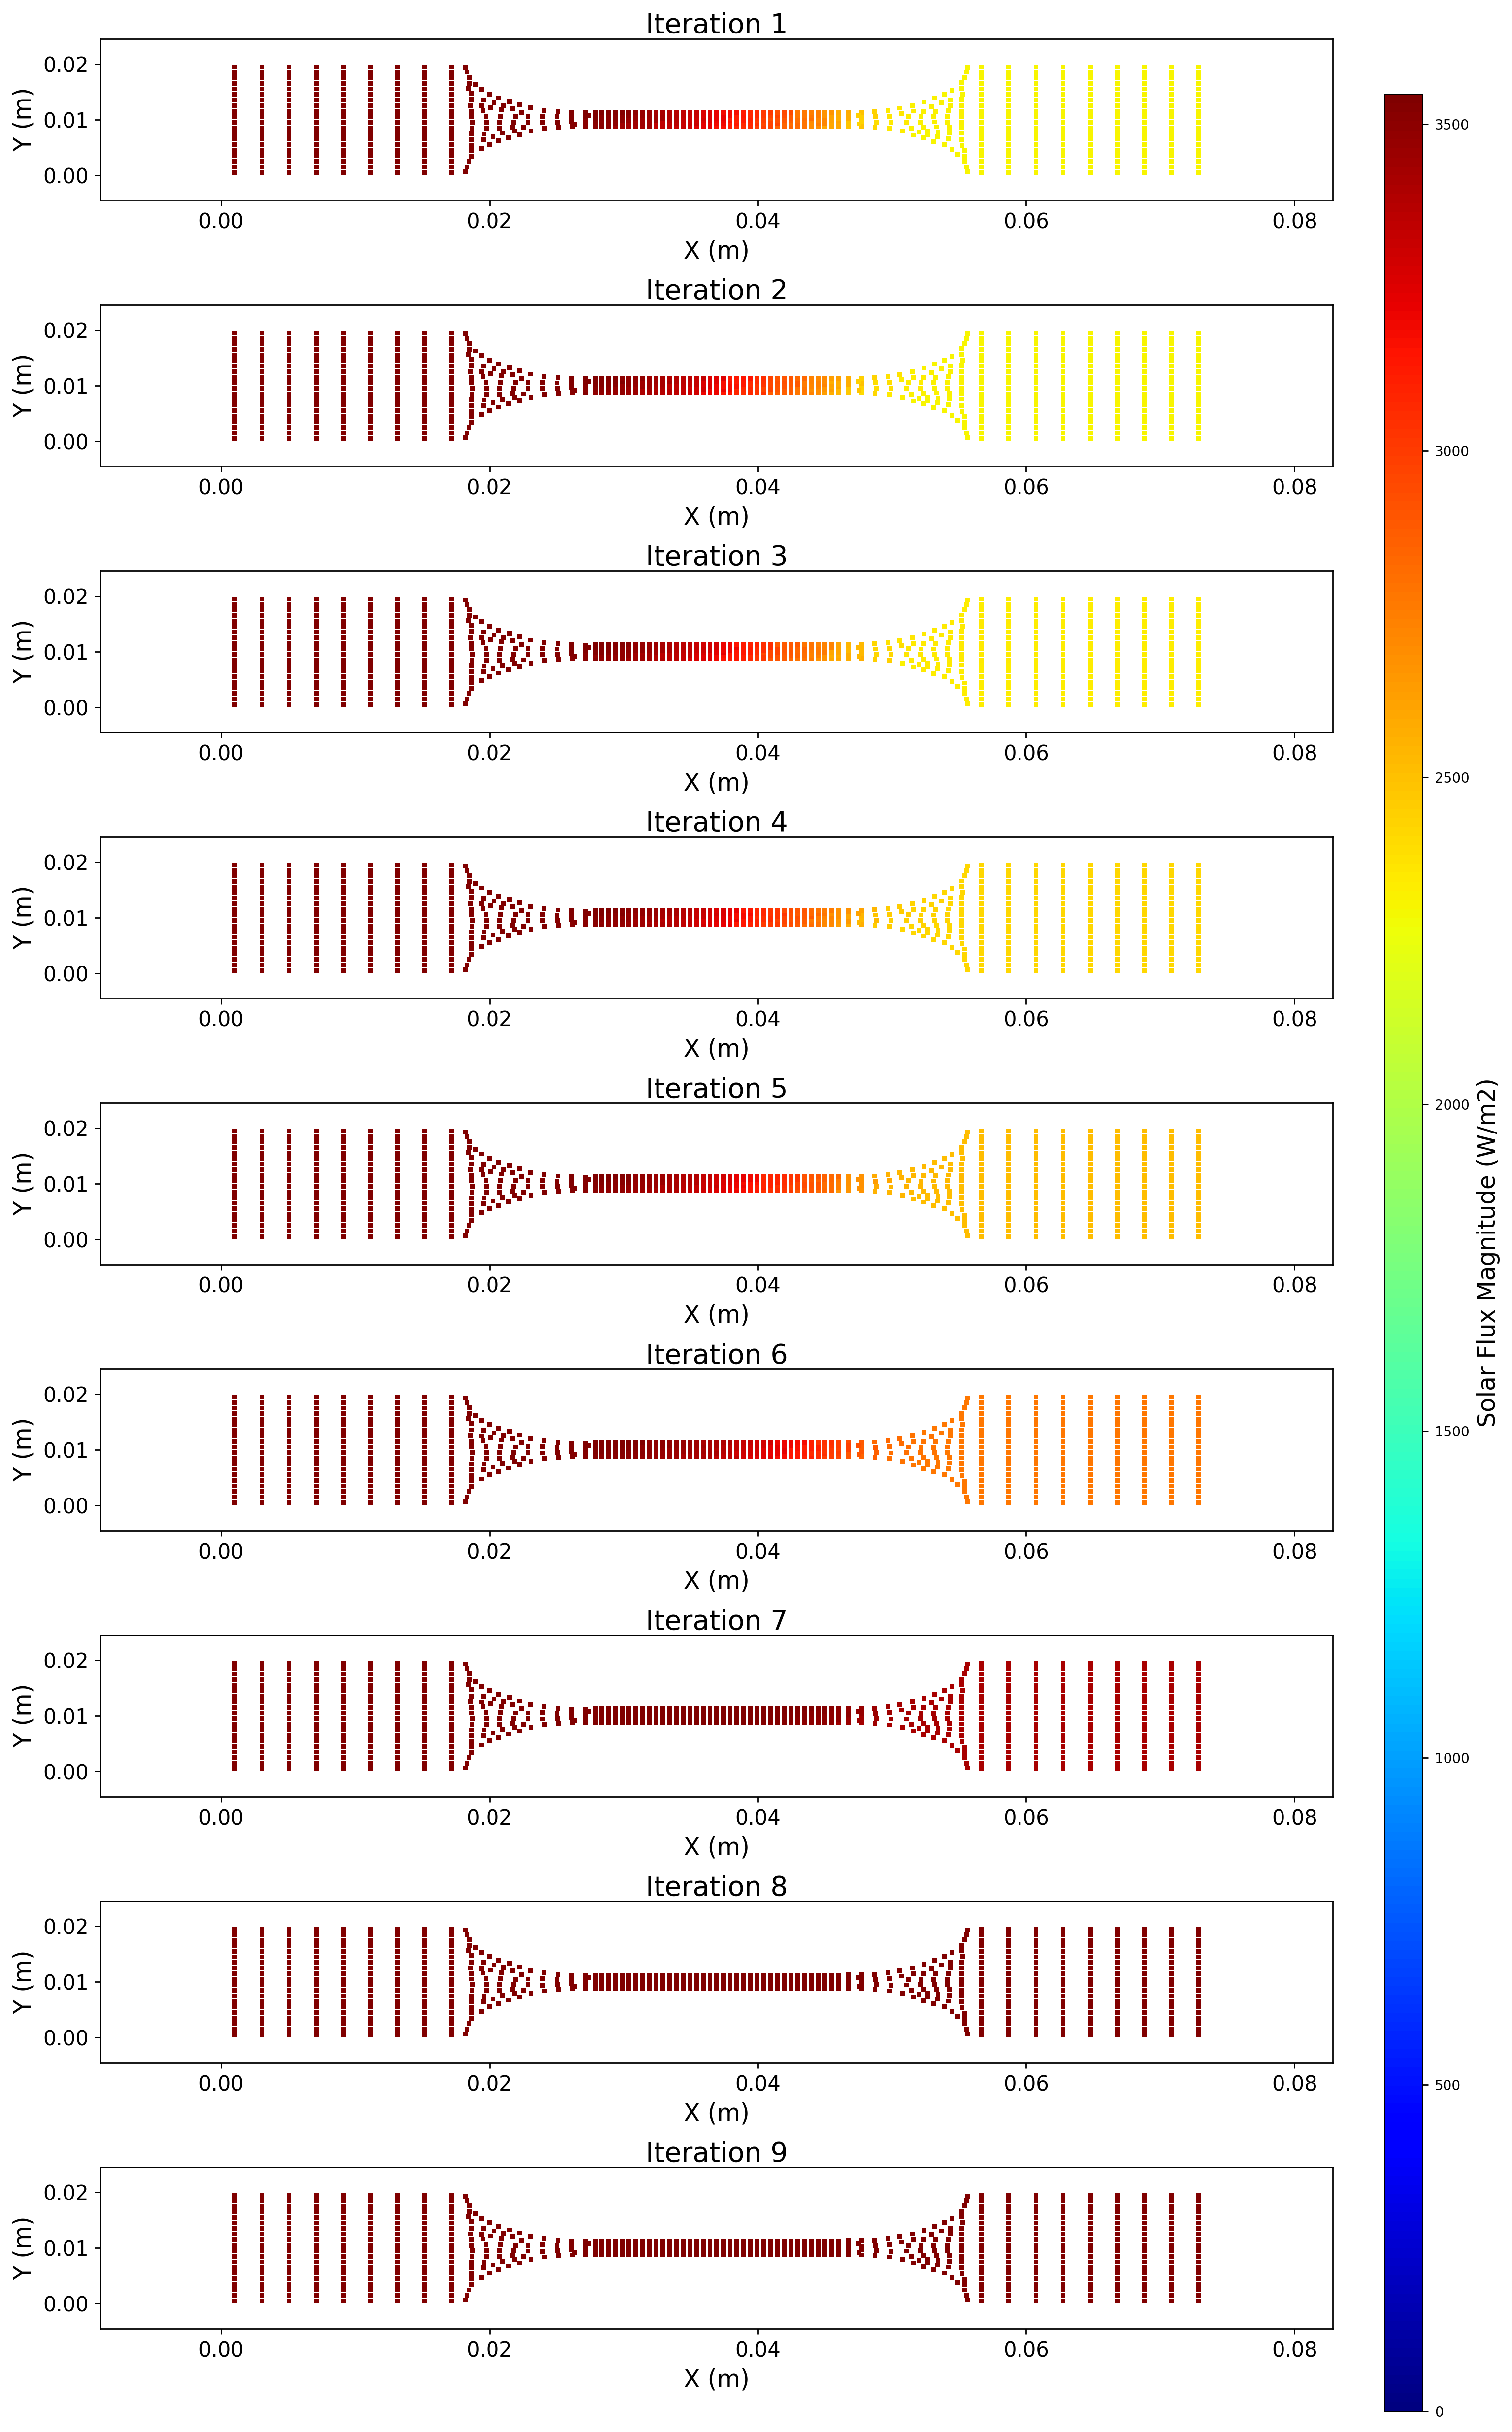 Iteration 1
Y (m)
0.02
0.01
0.00
0.00 0.02 0.04 0.06 0.08
X (m)
Iteration 2
Y (m)
0.02
0.01
0.00
0.00 0.02 0.04 0.06 0.08
X (m)
Iteration 3
Y (m)
0.02
0.01
0.00
0.00 0.02 0.04 0.06 0.08
X (m)
Iteration 4
Y (m)
0.02
0.01
0.00
0.00 0.02 0.04 0.06 0.08
X (m)
Iteration 5
Y (m)
0.02
0.01
0.00
0.00 0.02 0.04 0.06 0.08
X (m)
Iteration 6
Y (m)
0.02
0.01
0.00
0.00 0.02 0.04 0.06 0.08
X (m)
Iteration 7
Y (m)
0.02
0.01
0.00
0.00 0.02 0.04 0.06 0.08
X (m)
Iteration 8
Y (m)
0.02
0.01
0.00
0.00 0.02 0.04 0.06 0.08
X (m)
Iteration 9
Y (m)
0.02
0.01
0.00
0.00 0.02 0.04 0.06 0.08
X (m)
3500
3000
2500
2000
1500
1000
500
0
Solar Flux Magnitude (W/m2)